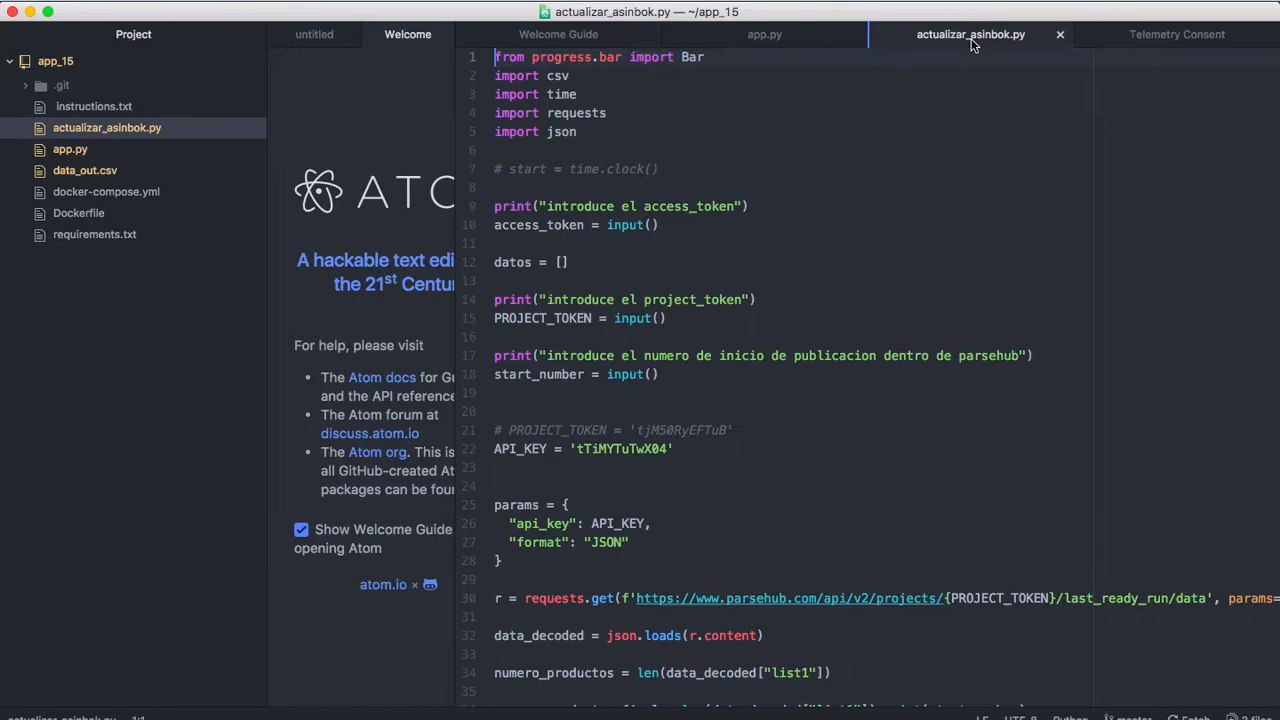 actualizar_asinbok.py — ~/app_15
Project
untitled
Welcome
Welcome Guide
app.py
actualizar_asinbok.py
Telemetry Consent
app_15
.git
instructions.txt
actualizar_asinbok.py
app.py
data_out.csv
docker-compose.yml
Dockerfile
requirements.txt
ATO
A hackable text edi
the 21st Centur
For help, please visit
• The Atom docs for Gu
and the API reference
• The Atom forum at
discuss.atom.io
• The Atom org. This is
all GitHub-created At
packages can be four
Show Welcome Guide
opening Atom
atom.io ×
1 from progress.bar import Bar
2 import csv
3 import time
4 import requests
5 import json
6
7 # start = time.clock()
8
9 print("introduce el access_token")
10 access_token = input()
11
12 datos = []
13
14 print("introduce el project_token")
15 PROJECT_TOKEN = input()
16
17 print("introduce el numero de inicio de publicacion dentro de parsehub")
18 start_number = input()
19
20
21 # PROJECT_TOKEN = 'tjM50RyEFTuB'
22 API_KEY = 'tTiMYTuTwX04'
23
24
25 params = {
26 "api_key": API_KEY,
27 "format": "JSON"
28 }
29
30 r = requests.get(f'https://www.parsehub.com/api/v2/projects/{PROJECT_TOKEN}/last_ready_run/data', params=
31
32 data_decoded = json.loads(r.content)
33
34 numero_productos = len(data_decoded["list1"])
35